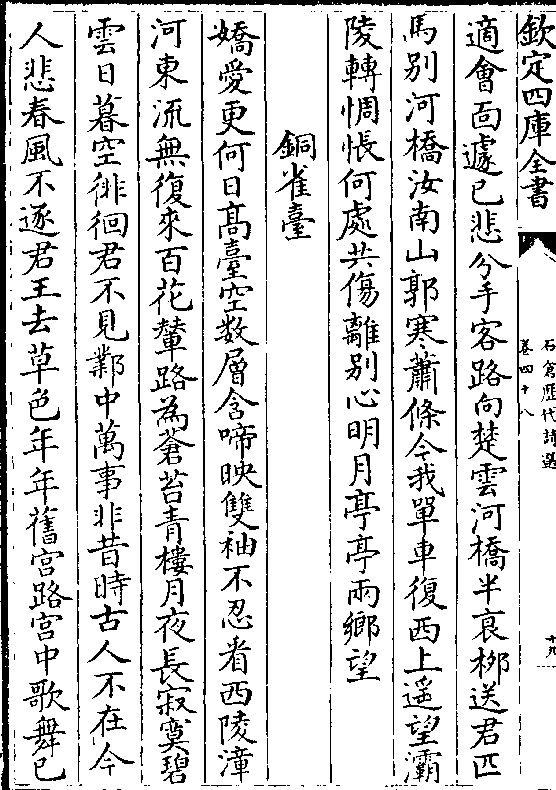 欽定四庫全書
石倉歷代詩選
卷四十八
十九
適會面遽已悲分手客路向楚雲河橋半哀栁送君匹
馬别河橋汝南山郭寒蕭條今我單車復西上遥望灞
陵轉惆悵何處共傷離别心明月亭亭兩鄉望
銅雀臺
嬌愛更何日髙臺空数層含啼映雙袖不忍看西陵漳
河東流無復來百花輦路為蒼苔青樓月夜長寂寞碧
雲日暮空徘徊君不見鄴中萬事非昔時古人不在今
人悲春風不逐君王去草色年年舊宫路宫中歌舞已